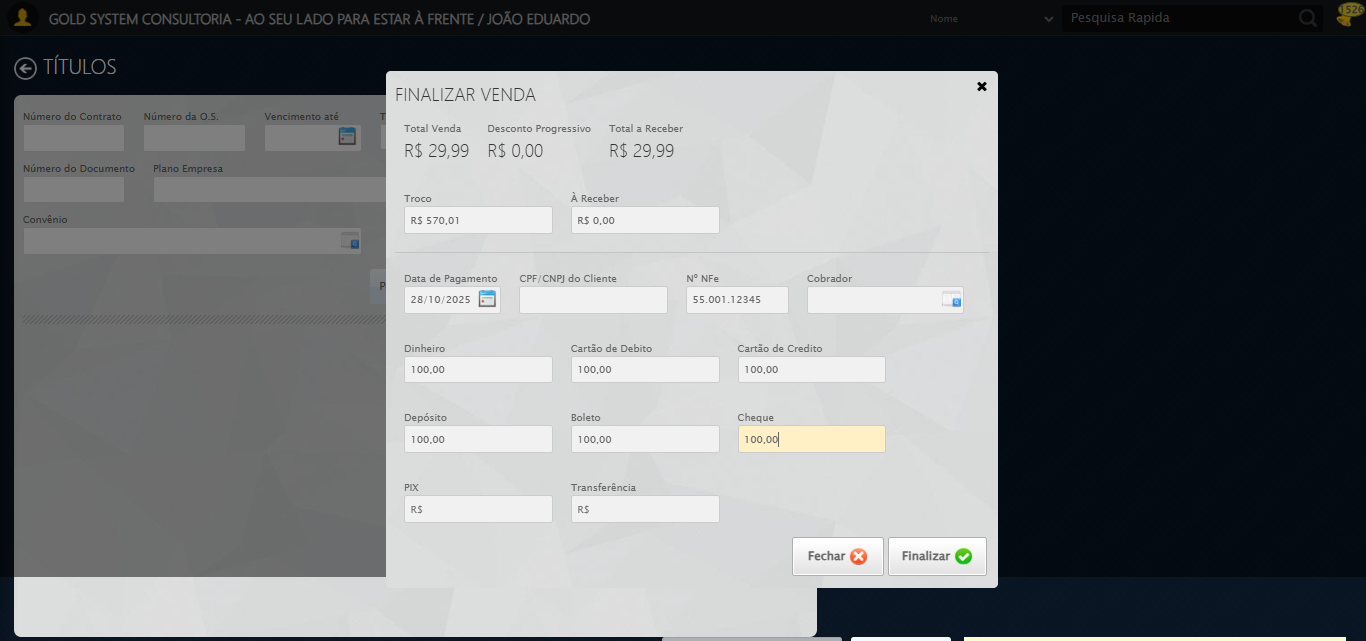 GOLD SYSTEM CONSULTORIA - AO SEU LADO PARA ESTAR À FRENTE / JOÃO EDUARDO
Nome
Pesquisa Rapida
1526
TÍTULOS
Número do Contrato Número da O.S. Vencimento até T
Número do Documento Plano Empresa
Convênio
P
FINALIZAR VENDA
Total Venda Desconto Progressivo Total a Receber
R$ 29,99 R$ 0,00 R$ 29,99
Troco À Receber
R$ 570,01 R$ 0,00
Data de Pagamento CPF/CNPJ do Cliente Nº NFe Cobrador
28/10/2025 55.001.12345
Dinheiro Cartão de Debito Cartão de Credito
100,00 100,00 100,00
Depósito Boleto Cheque
100,00 100,00 100,00
PIX Transferência
R$ R$
Fechar Finalizar